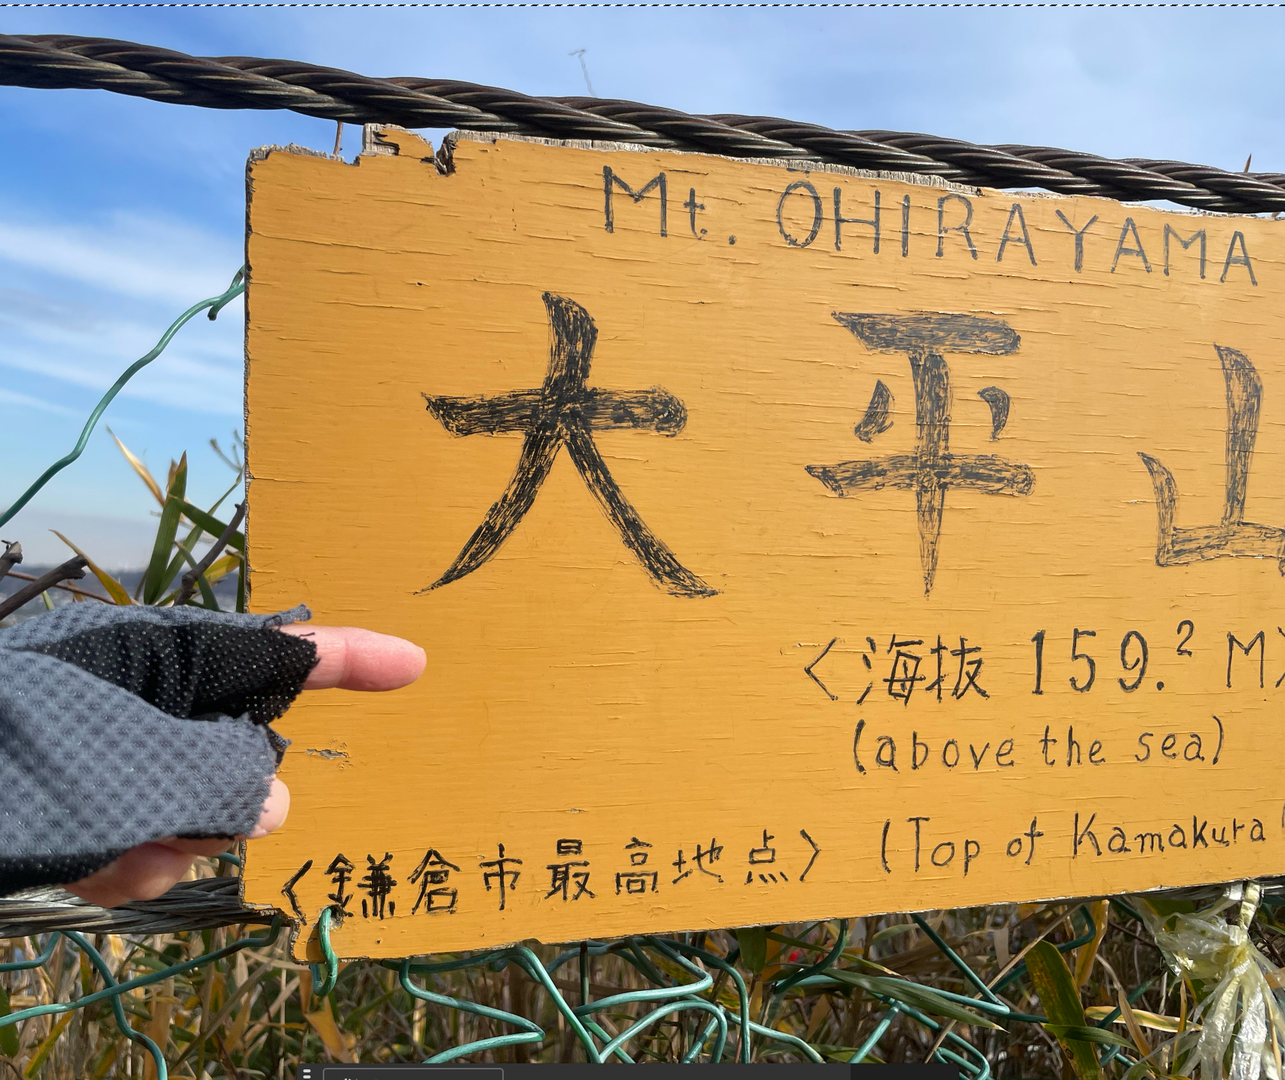 Mt. ŌHIRAYAMA
大平山
〈海抜 159.² M〉
(above the sea)
〈鎌倉市最高地点〉 (Top of Kamakura